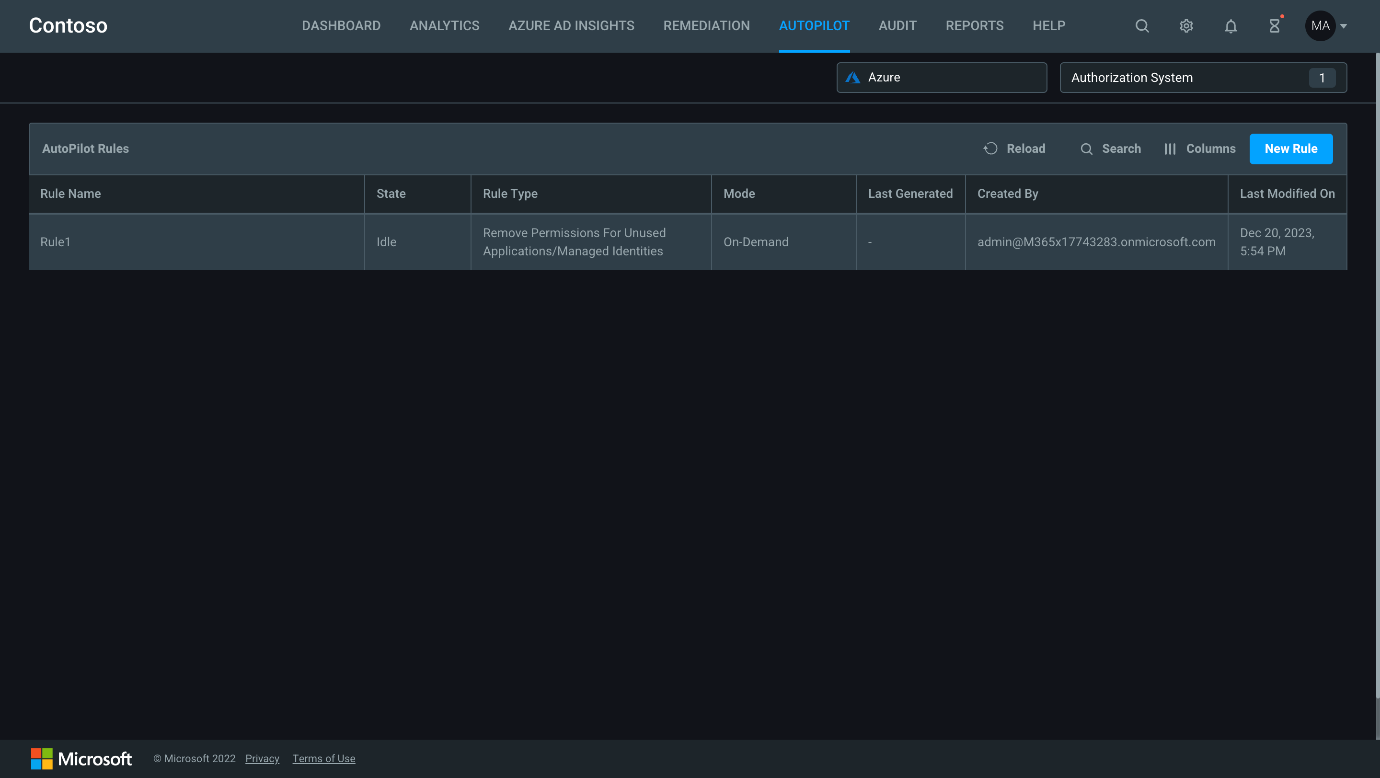 Contoso
DASHBOARD
ANALYTICS
AZURE AD INSIGHTS
REMEDIATION
AUTOPILOT
AUDIT
REPORTS
HELP
MA
Azure
Authorization System
1
AutoPilot Rules
Reload
Search
Columns
New Rule
Rule Name
State
Rule Type
Mode
Last Generated
Created By
Last Modified On
Rule1
Idle
Remove Permissions For Unused
Applications/Managed Identities
On-Demand
-
admin@M365x17743283.onmicrosoft.com
Dec 20, 2023,
5:54 PM
Microsoft
© Microsoft 2022
Privacy
Terms of Use